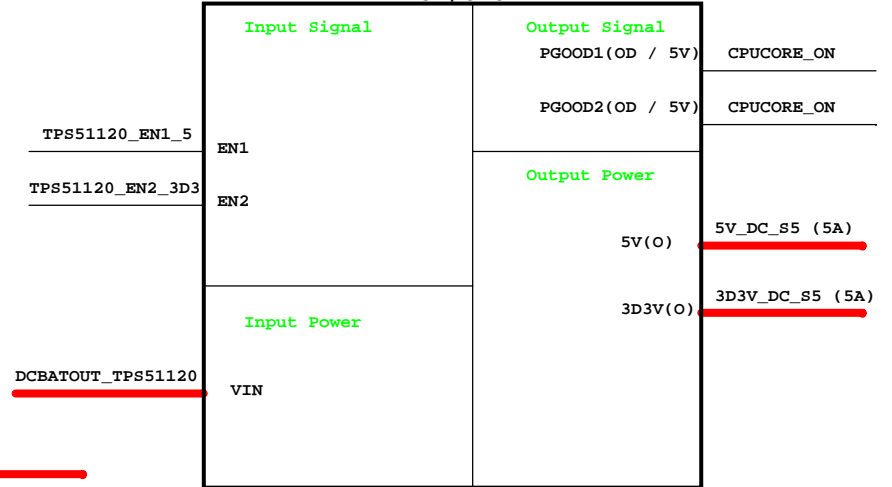 Input Signal
Output Signal
PGOOD1(OD / 5V)
CPUCORE_ON
PGOOD2(OD / 5V)
CPUCORE_ON
TPS51120_EN1_5
EN1
TPS51120_EN2_3D3
EN2
Output Power
5V(O)
5V_DC_S5 (5A)
3D3V(O)
3D3V_DC_S5 (5A)
Input Power
DCBATOUT_TPS51120
VIN